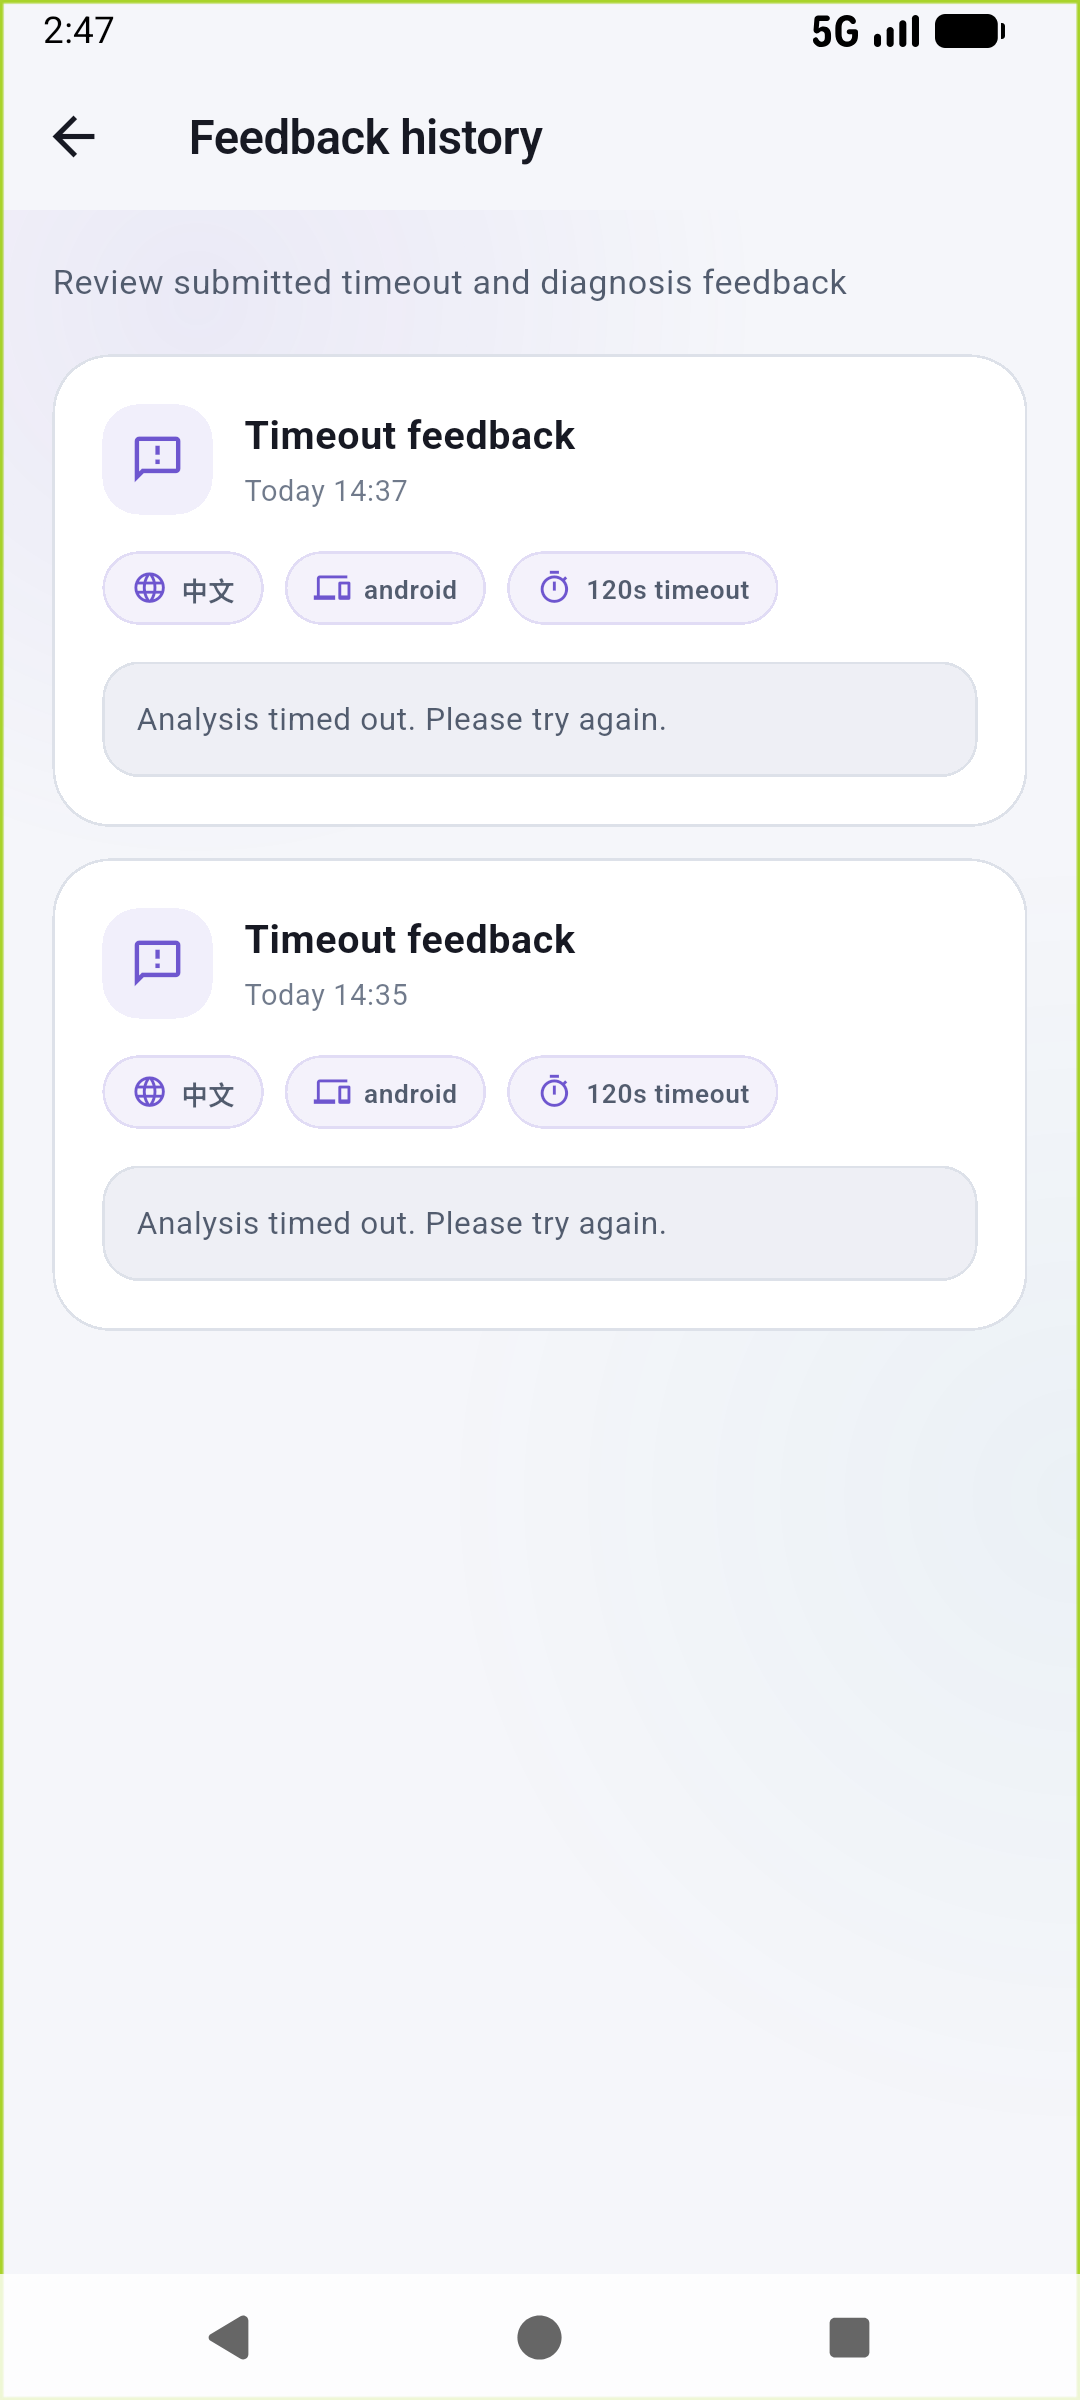 2:47
5G
Feedback history
Review submitted timeout and diagnosis feedback
Timeout feedback
Today 14:37
中文
android
120s timeout
Analysis timed out. Please try again.
Timeout feedback
Today 14:35
中文
android
120s timeout
Analysis timed out. Please try again.